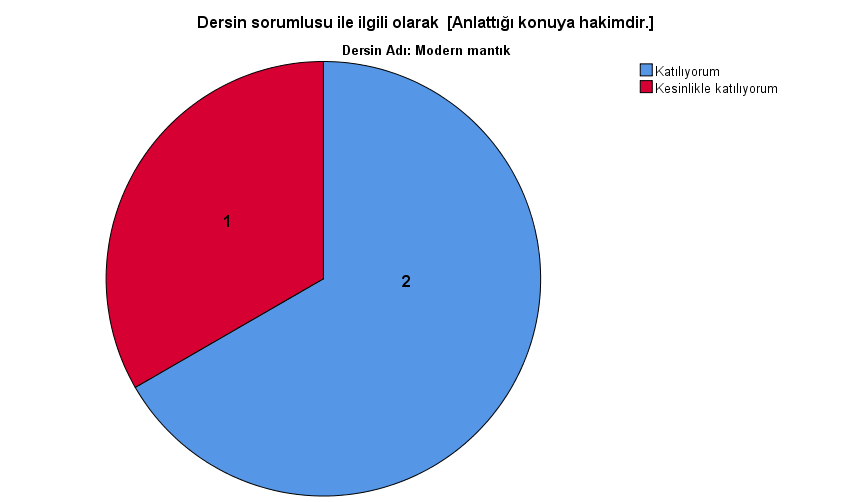 Dersin sorumlusu ile ilgili olarak [Anlattığı konuya hakimdir.]
Dersin Adı: Modern mantık
Katılıyorum
Kesinlikle katılıyorum
1
2